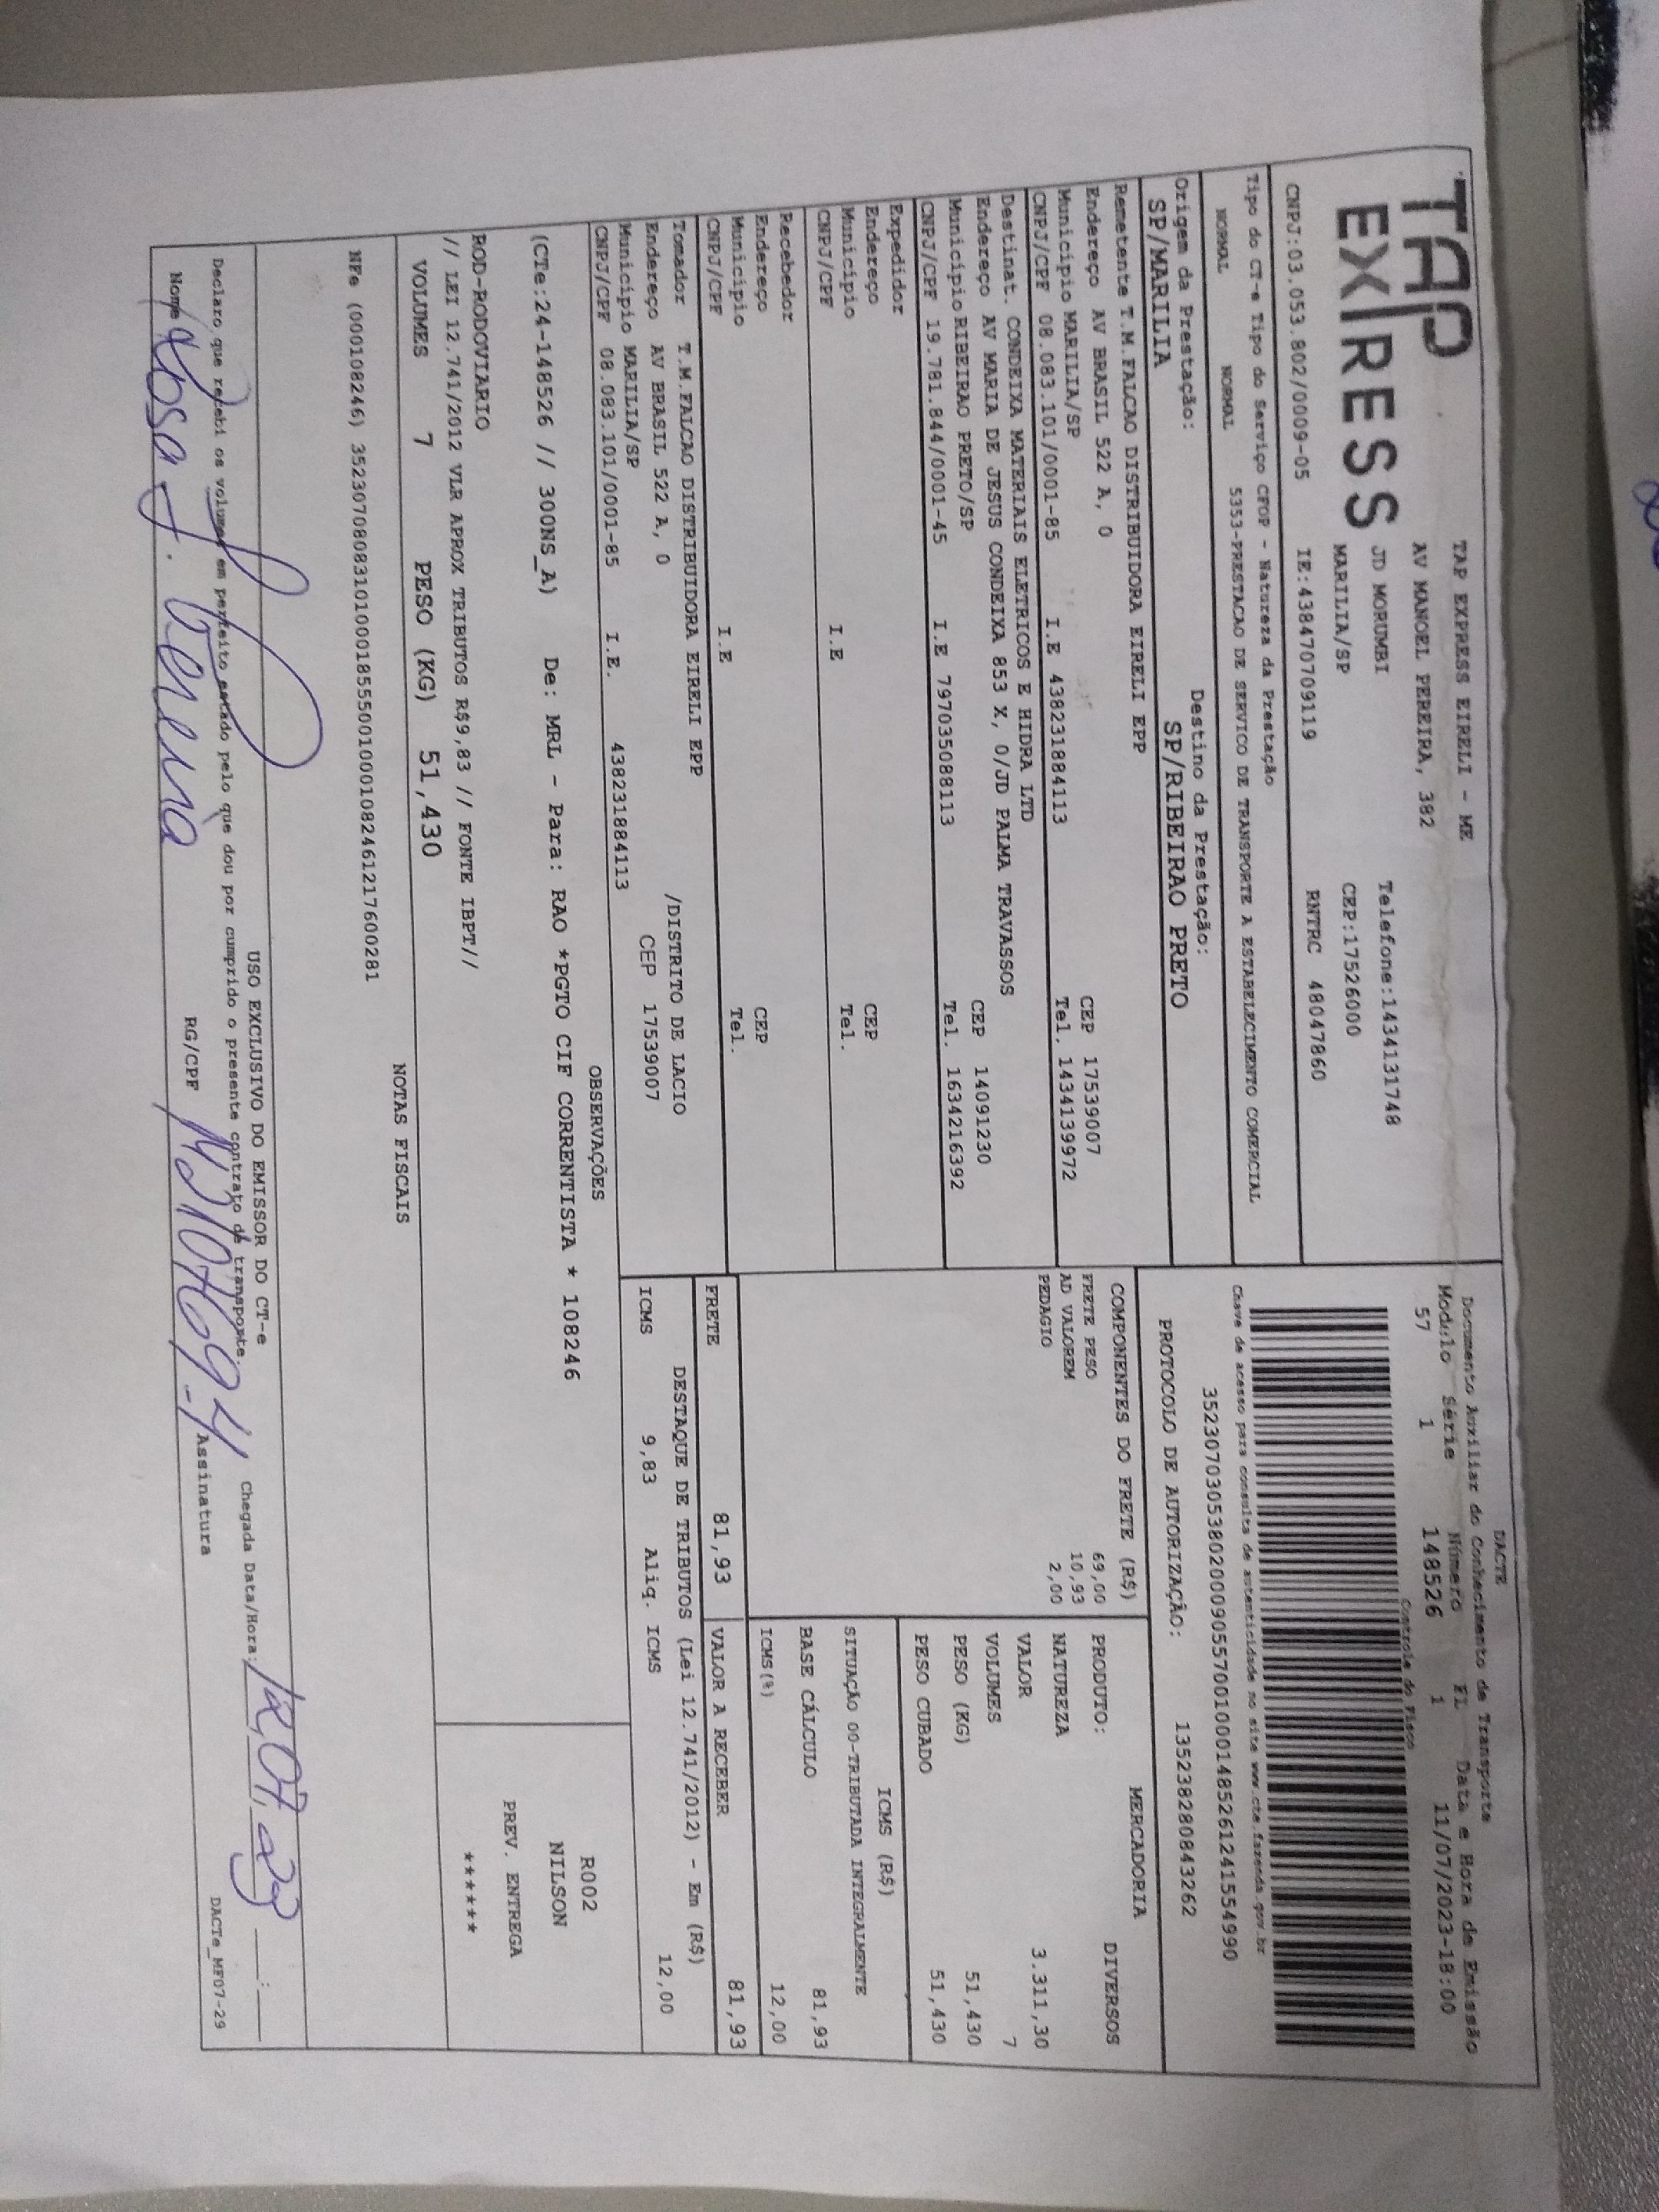 TAP
EXPRESS
TAP EXPRESS EIRELI - ME
AV MANOEL PEREIRA, 382
JD MORUMBI Telefone:1434131748
MARILIA/SP CEP:17526000
CNPJ:03.053.802/0009-05 IE:438470709119 RNTRC 48047860
Tipo do CT-e Tipo do Serviço CFOP - Natureza da Prestação
NORMAL NORMAL 5353-PRESTACAO DE SERVICO DE TRANSPORTE A ESTABELECIMENTO COMERCIAL
Origem da Prestação: Destino da Prestação:
SP/MARILIA SP/RIBEIRAO PRETO
DACTE
Documento Auxiliar do Conhecimento de Transporte
Modulo Série Número FL Data e Hora de Emissão
57 1 148526 1 11/07/2023-18:00
Controle do Fisco
Chave de acesso para consulta de autenticidade no site www.cte.fazenda.gov.br
35230703053802000905570010001485261241554990
PROTOCOLO DE AUTORIZAÇÃO: 135238280843262
Remetente T.M.FALCAO DISTRIBUIDORA EIRELI EPP
Endereço AV BRASIL 522 A, 0 CEP 17539007
Município MARILIA/SP Tel. 1434139972
CNPJ/CPF 08.083.101/0001-85 I.E 438231884113
Destinat. CONDEIXA MATERIAIS ELETRICOS E HIDRA LTD
Endereço AV MARIA DE JESUS CONDEIXA 853 X, 0/JD PALMA TRAVASSOS
Município RIBEIRAO PRETO/SP CEP 14091230
CNPJ/CPF 19.781.844/0001-45 I.E 797035088113 Tel. 1634216392
Expedidor
Endereço CEP
Município Tel.
CNPJ/CPF I.E
Recebedor
Endereço CEP
Município Tel.
CNPJ/CPF I.E
Tomador T.M.FALCAO DISTRIBUIDORA EIRELI EPP
Endereço AV BRASIL 522 A, 0 /DISTRITO DE LACIO
Município MARILIA/SP CEP 17539007
CNPJ/CPF 08.083.101/0001-85 I.E. 438231884113
COMPONENTES DO FRETE (R$)
FRETE PESO 69,00
AD VALOREM 10,93
PEDAGIO 2,00
MERCADORIA
PRODUTO: DIVERSOS
NATUREZA
VALOR 3.311,30
VOLUMES 7
PESO (KG) 51,430
PESO CUBADO 51,430
ICMS (R$)
SITUAÇÃO 00-TRIBUTADA INTEGRALMENTE
BASE CÁLCULO 81,93
ICMS(%) 12,00
FRETE 81,93 VALOR A RECEBER 81,93
DESTAQUE DE TRIBUTOS (Lei 12.741/2012) - Em (R$)
ICMS 9,83 Aliq. ICMS 12,00
OBSERVAÇÕES
(CTe:24-148526 // 300NS_A) De: MRL - Para: RAO *PGTO CIF CORRENTISTA * 108246
ROD-RODOVIARIO
// LEI 12.741/2012 VLR APROX TRIBUTOS R$9,83 // FONTE IBPT//
R002
NILSON
PREV. ENTREGA
*******
VOLUMES 7 PESO (KG) 51,430
NOTAS FISCAIS
NFe (000108246) 35230708083101000185550010001082461217600281
USO EXCLUSIVO DO EMISSOR DO CT-e
Declaro que recebi os volumes em perfeito estado pelo que dou por cumprido o presente contrato de transporte. Chegada Data/Hora: 12,07,23 __:__
Nome RG/CPF Assinatura
DACTe_MF07-29